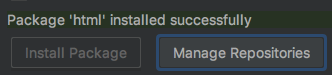 Package 'html' installed successfully
Install Package
Manage Repositories